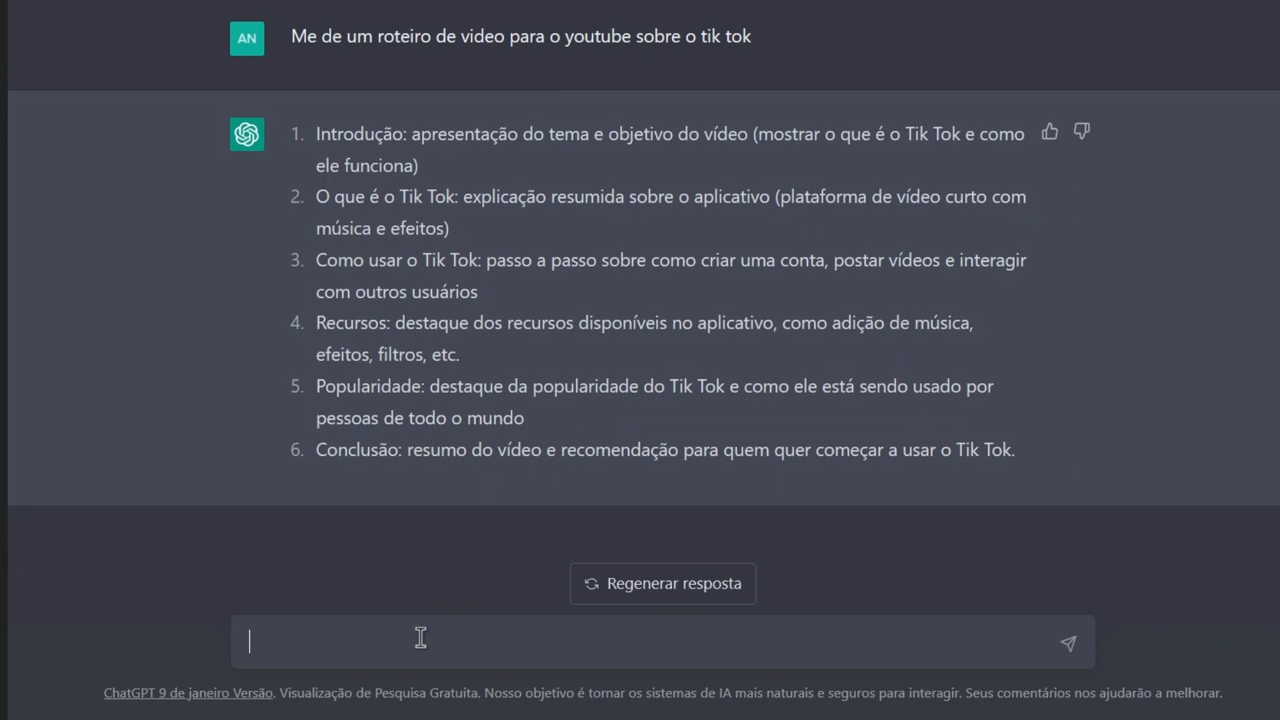 AN
Me de um roteiro de video para o youtube sobre o tik tok
1. Introdução: apresentação do tema e objetivo do vídeo (mostrar o que é o Tik Tok e como
ele funciona)
2. O que é o Tik Tok: explicação resumida sobre o aplicativo (plataforma de vídeo curto com
música e efeitos)
3. Como usar o Tik Tok: passo a passo sobre como criar uma conta, postar vídeos e interagir
com outros usuários
4. Recursos: destaque dos recursos disponíveis no aplicativo, como adição de música,
efeitos, filtros, etc.
5. Popularidade: destaque da popularidade do Tik Tok e como ele está sendo usado por
pessoas de todo o mundo
6. Conclusão: resumo do vídeo e recomendação para quem quer começar a usar o Tik Tok.
Regenerar resposta
ChatGPT 9 de janeiro Versão. Visualização de Pesquisa Gratuita. Nosso objetivo é tornar os sistemas de IA mais naturais e seguros para interagir. Seus comentários nos ajudarão a melhorar.